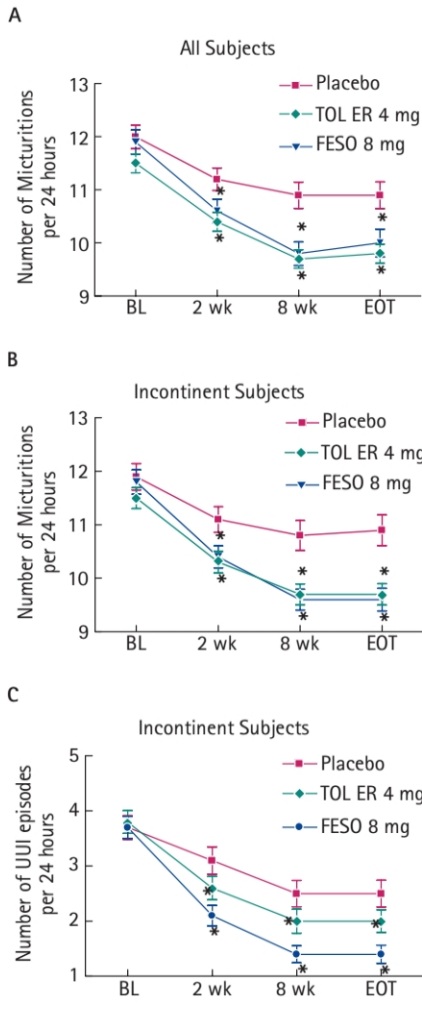 A
All Subjects
Number of Micturitions
per 24 hours
13
12
11
10
9
Placebo
TOL ER 4 mg
FESO 8 mg
*
*
*
*
*
*
BL
2 wk
8 wk
EOT
B
Incontinent Subjects
Number of Micturitions
per 24 hours
13
12
11
10
9
Placebo
TOL ER 4 mg
FESO 8 mg
*
*
*
*
*
*
BL
2 wk
8 wk
EOT
C
Incontinent Subjects
Number of UUI episodes
per 24 hours
5
4
3
2
1
Placebo
TOL ER 4 mg
FESO 8 mg
*
*
*
*
*
*
BL
2 wk
8 wk
EOT